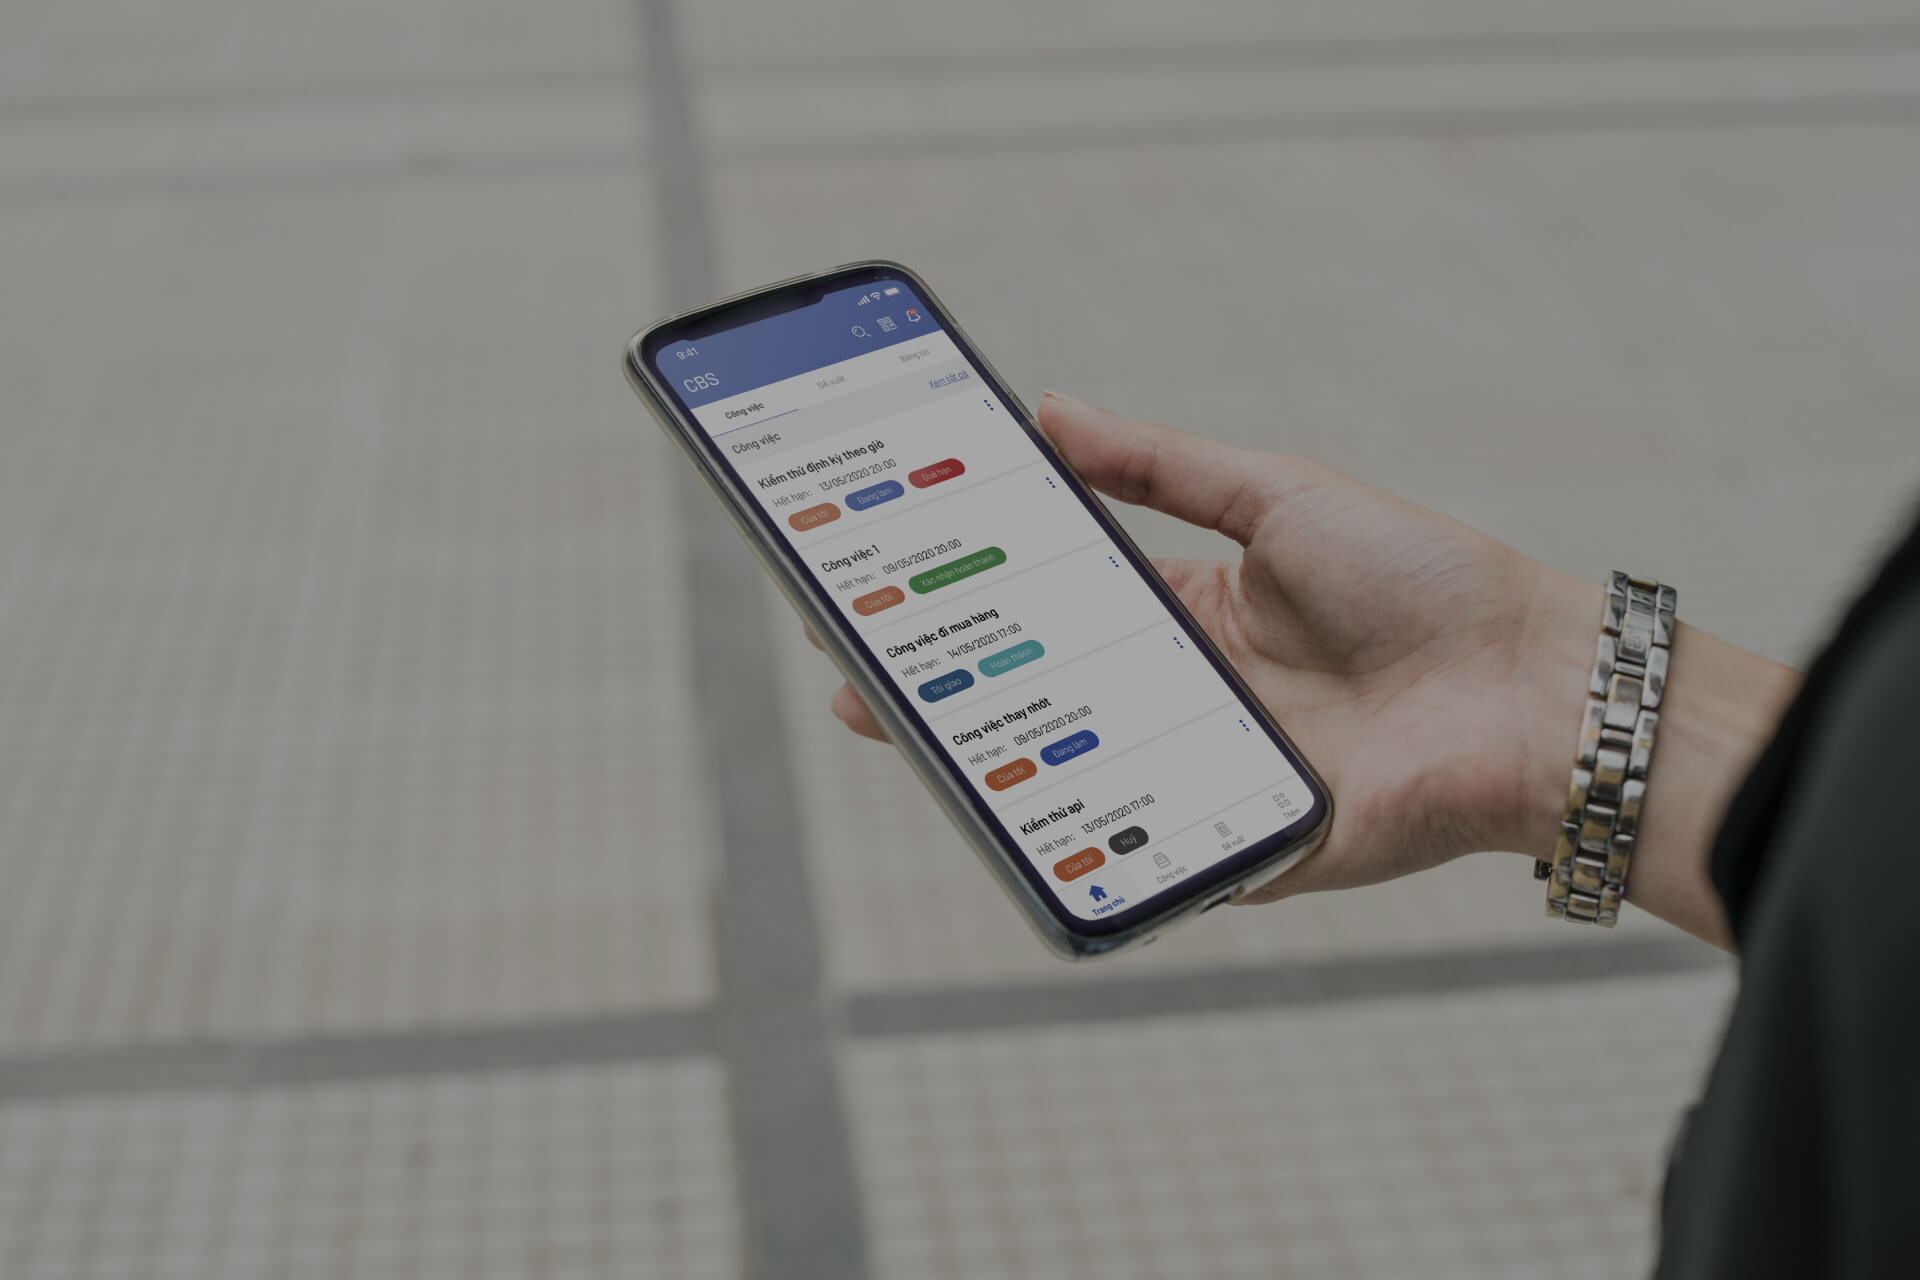 9:41
CBS
Công việc
Đề xuất
Bảng tin
Công việc
Xem tất cả
Kiểm thử định kỳ theo giờ
Hết hạn: 13/05/2020 20:00
Của tôi
Đang làm
Quá hạn
Công việc 1
Hết hạn: 09/05/2020 20:00
Của tôi
Xác nhận hoàn thành
Công việc đi mua hàng
Hết hạn: 14/05/2020 17:00
Tôi giao
Hoàn thành
Công việc thay nhớt
Hết hạn: 09/05/2020 20:00
Của tôi
Đang làm
Kiểm thử api
Hết hạn: 13/05/2020 17:00
Của tôi
Huỷ
Trang chủ
Công việc
Đề xuất
Thêm